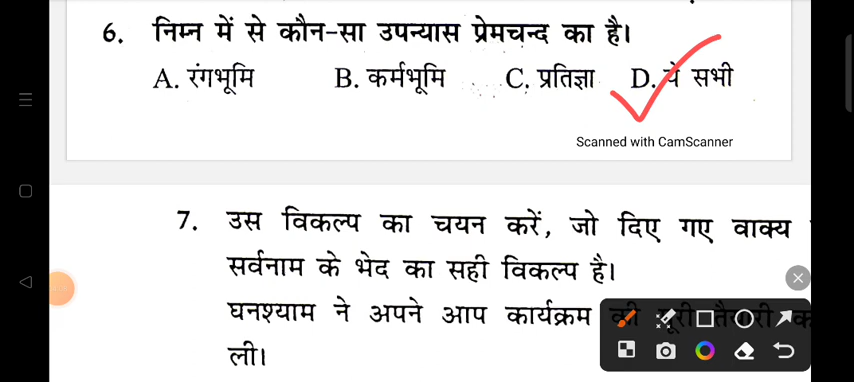 6. निम्न में से कौन-सा उपन्यास प्रेमचन्द का है।
A. रंगभूमि B. कर्मभूमि C. प्रतिज्ञा D. ये सभी
Scanned with CamScanner
7. उस विकल्प का चयन करें, जो दिए गए वाक्य
सर्वनाम के भेद का सही विकल्प है।
घनश्याम ने अपने आप कार्यक्रम की पूरी तैयारी
ली।